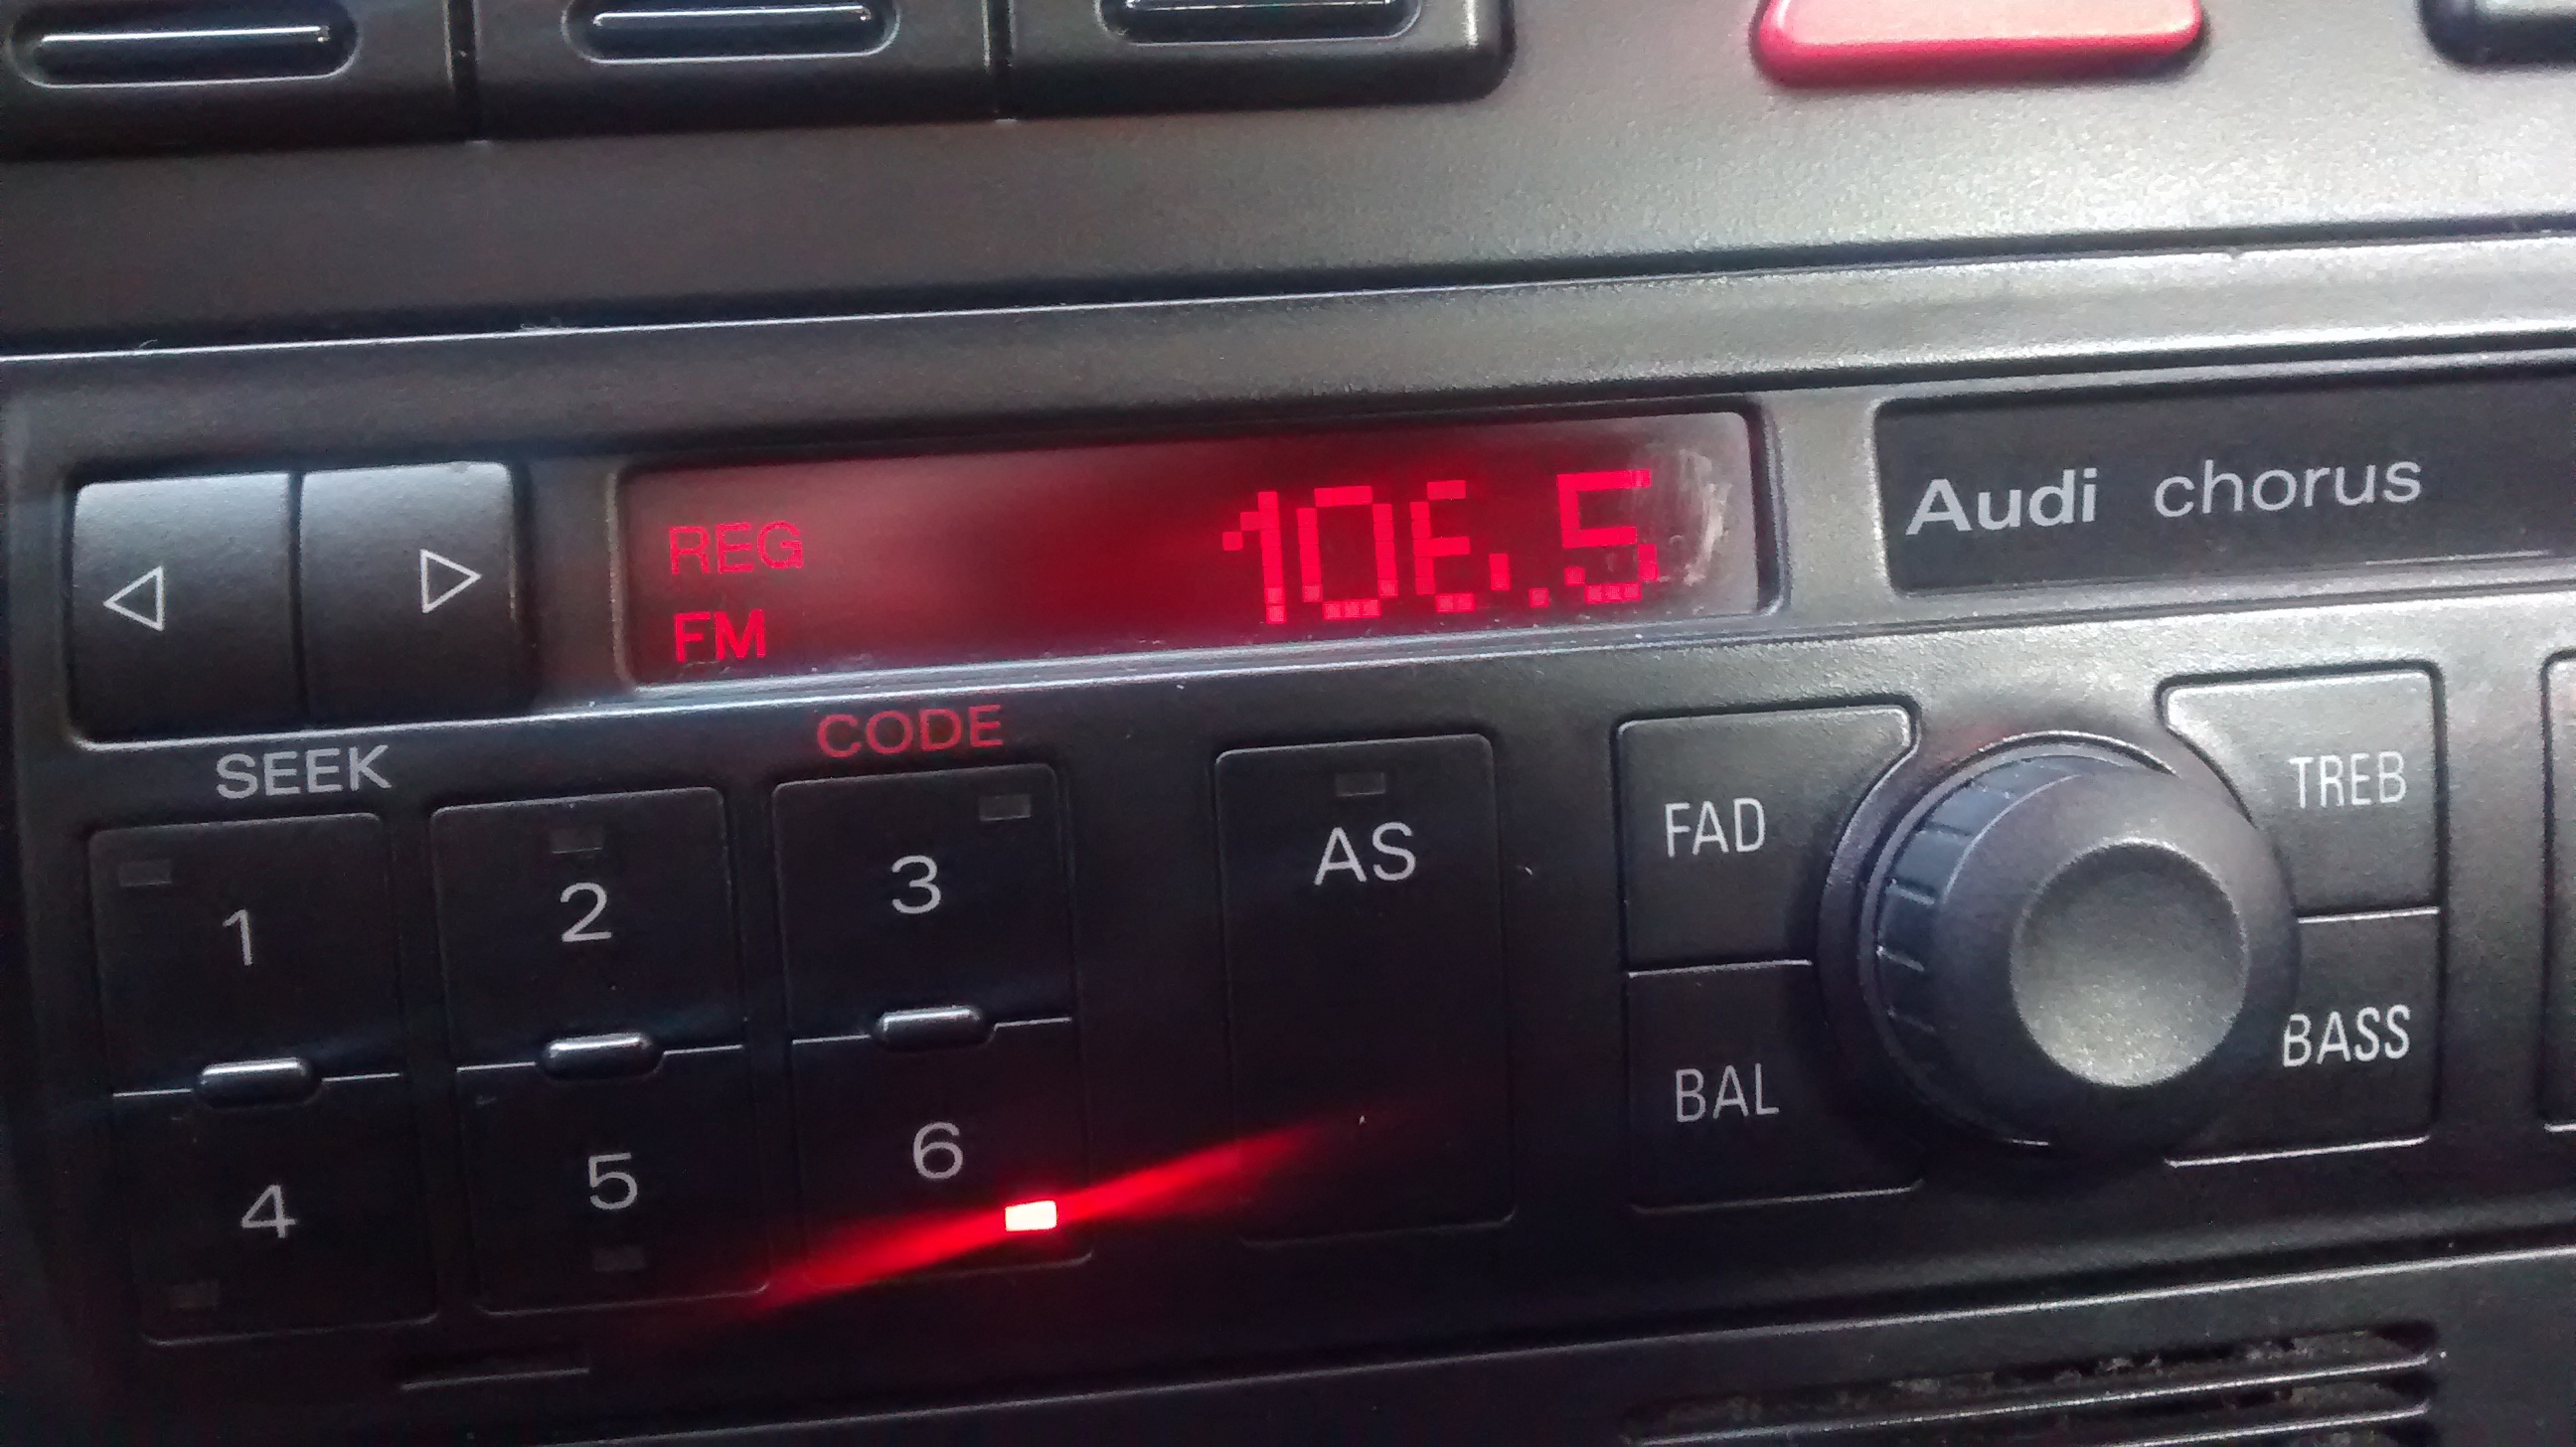 REG
106.5
FM
Audi chorus
SEEK
CODE
1
2
3
AS
FAD
TREB
4
5
6
BAL
BASS